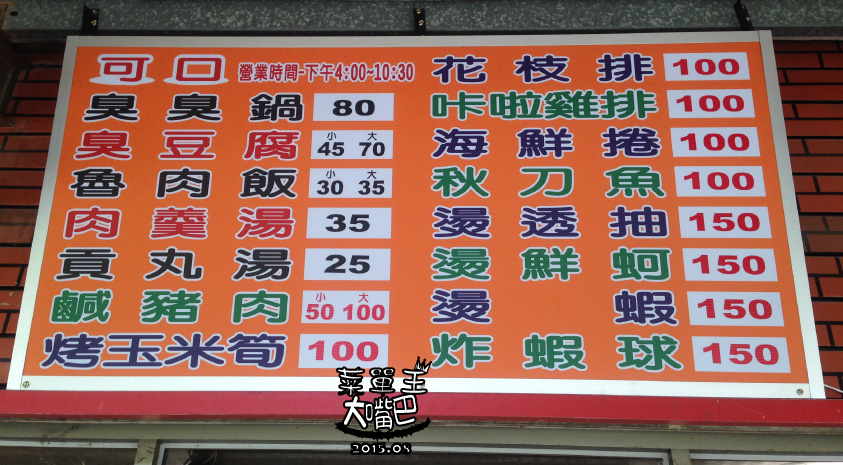 可口 營業時間-下午4:00-10:30
臭臭鍋 80
臭豆腐 小 45 大 70
魯肉飯 小 30 大 35
肉羹湯 35
貢丸湯 25
鹹豬肉 小 50 大 100
烤玉米筍 100
花枝排 100
咔啦雞排 100
海鮮捲 100
秋刀魚 100
燙透抽 150
燙鮮蚵 150
燙蝦 150
炸蝦球 150
菜單王
大嘴巴
2015.08